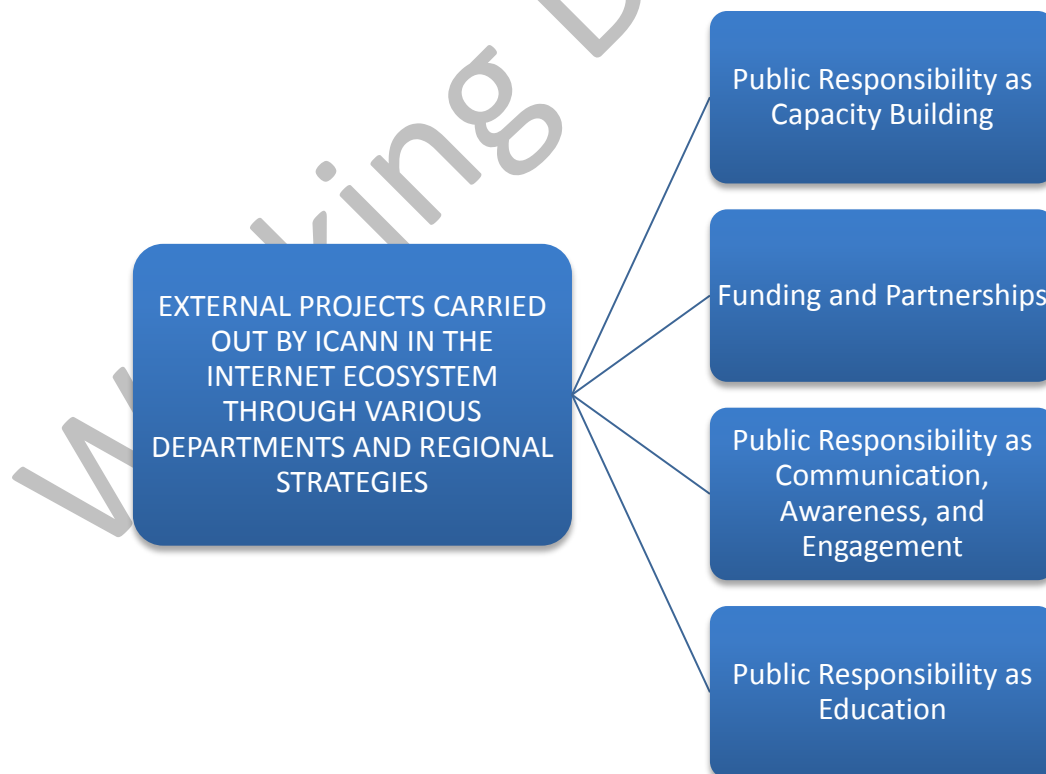 EXTERNAL PROJECTS CARRIED
OUT BY ICANN IN THE
INTERNET ECOSYSTEM
THROUGH VARIOUS
DEPARTMENTS AND REGIONAL
STRATEGIES
Public Responsibility as
Capacity Building
Funding and Partnerships
Public Responsibility as
Communication,
Awareness, and
Engagement
Public Responsibility as
Education